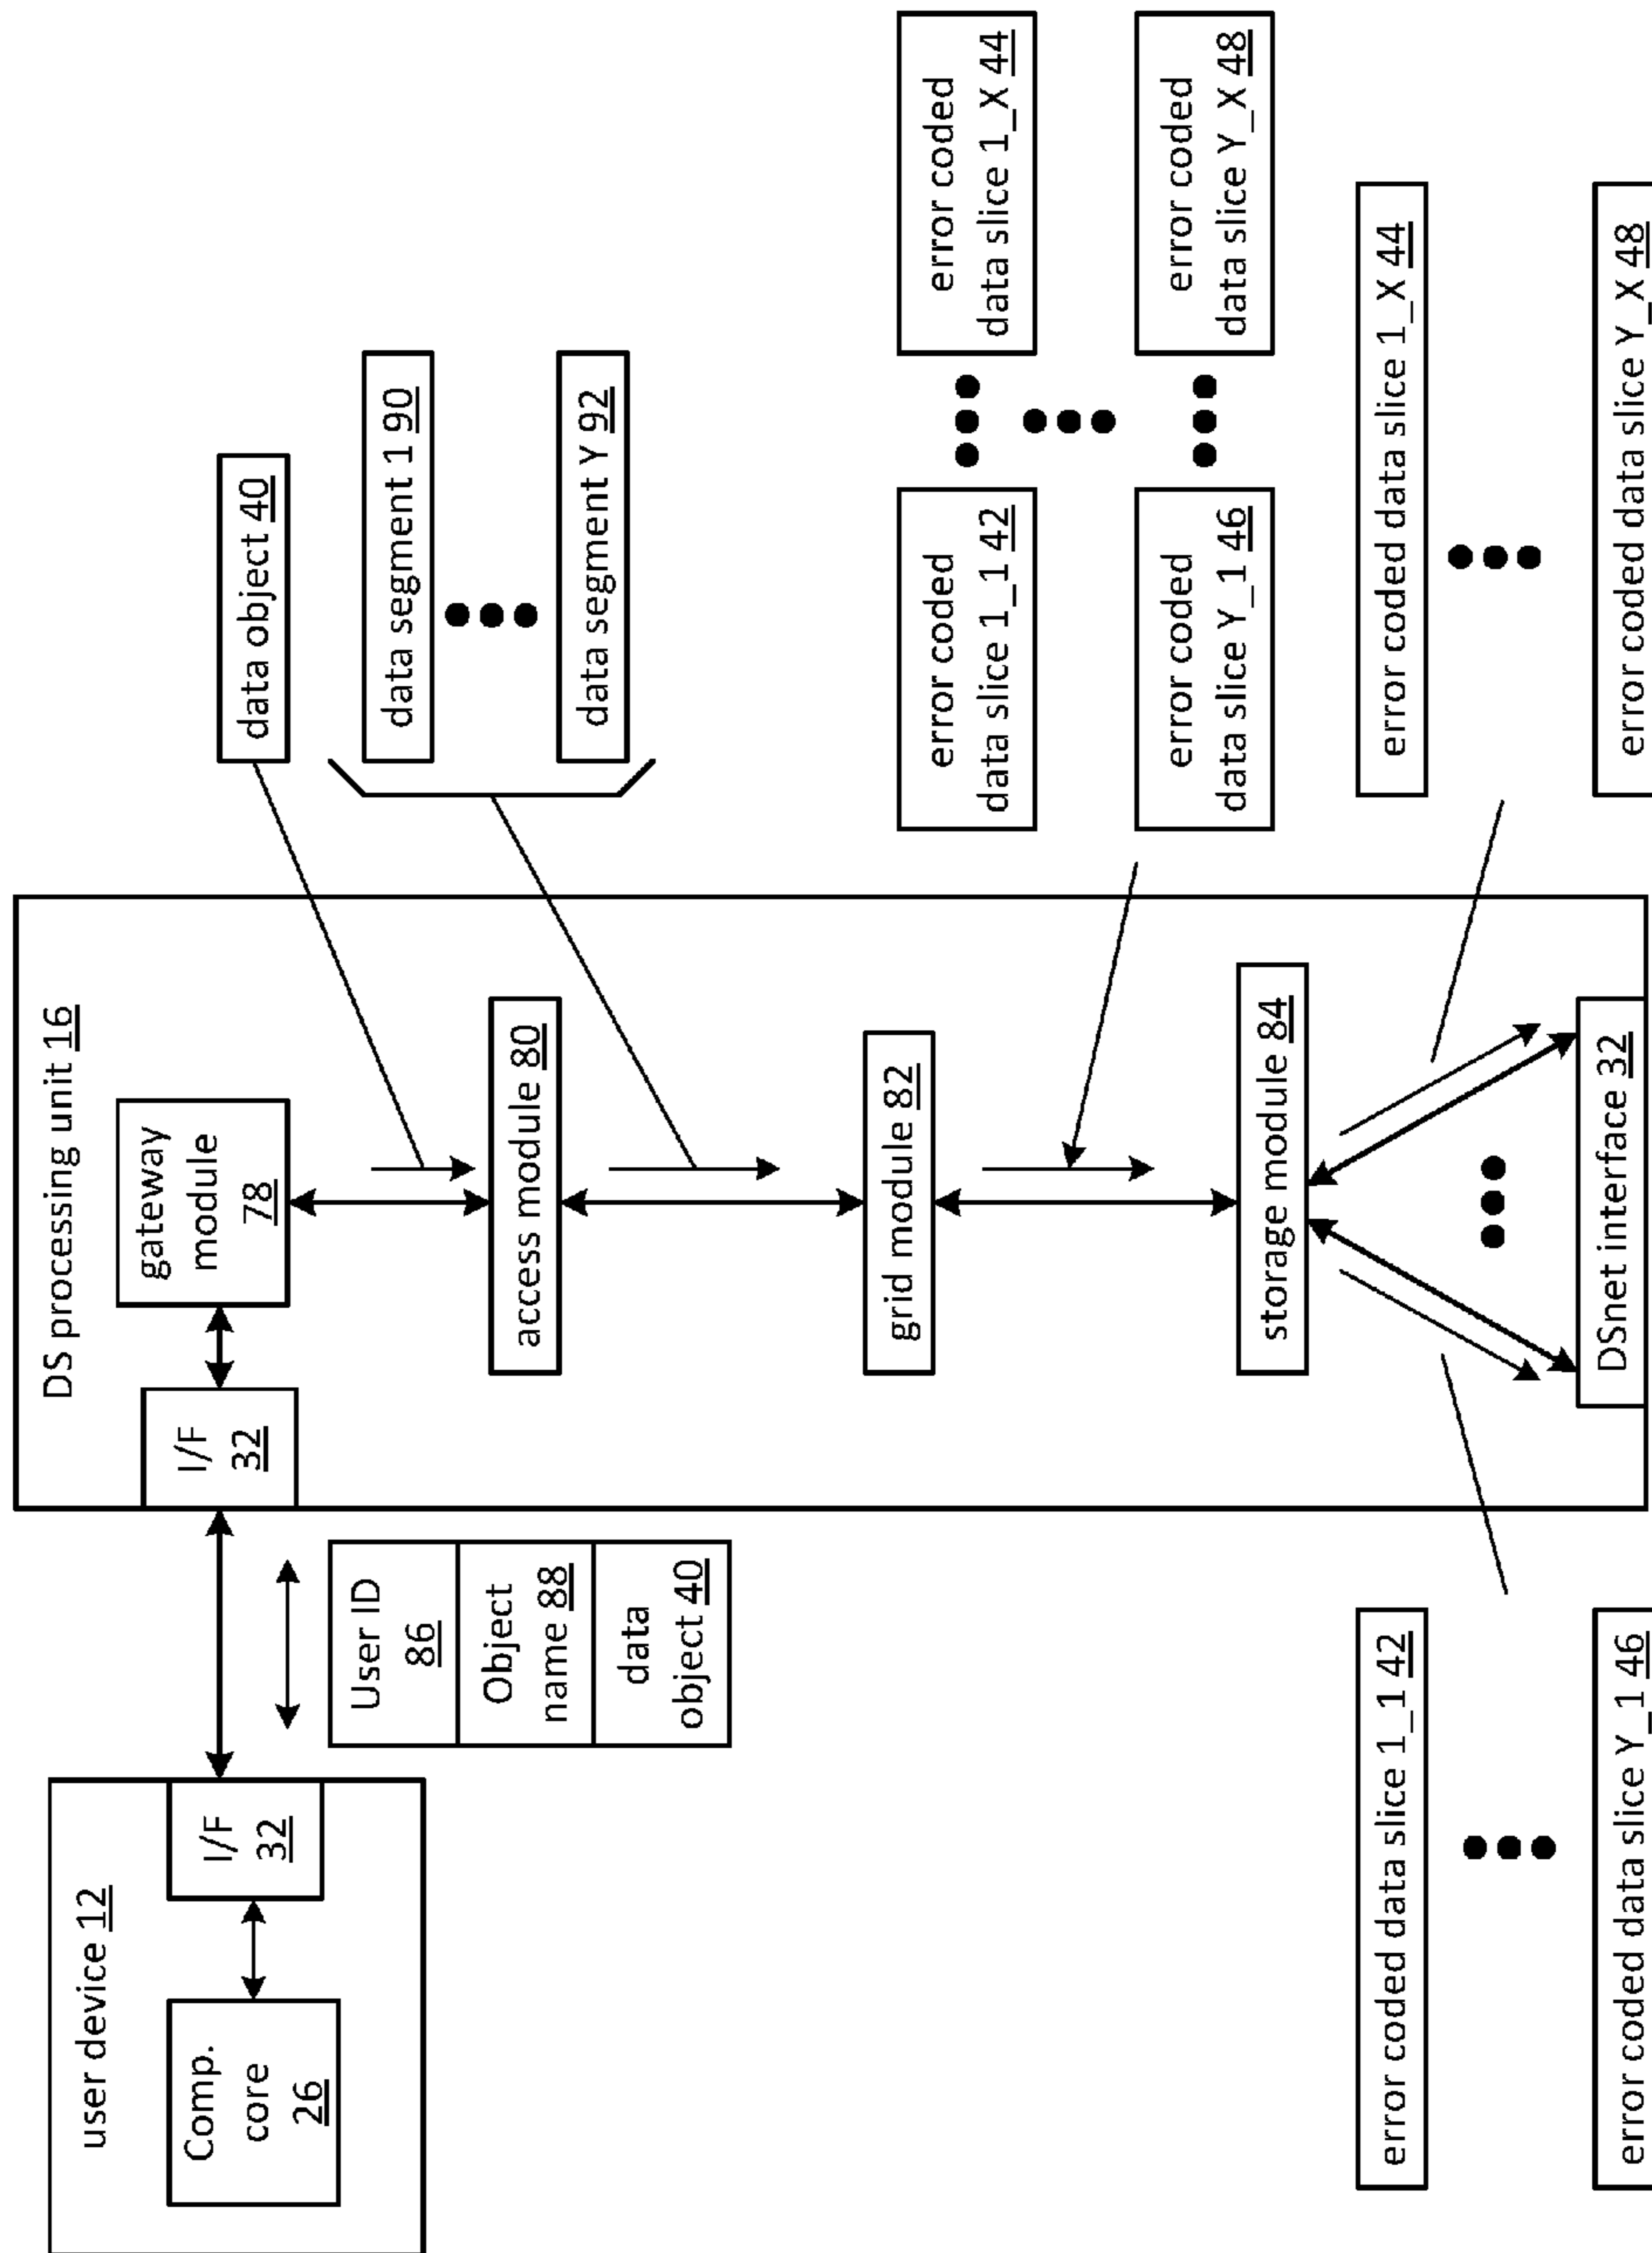 user device 12
Comp.
core
26
I/F
32
User ID
86
Object
name 88
data
object 40
DS processing unit 16
I/F
32
gateway
module
78
access module 80
grid module 82
storage module 84
DSnet interface 32
data object 40
data segment 1 90
data segment Y 92
error coded
data slice 1_1 42
error coded
data slice 1_X 44
error coded
data slice Y_1 46
error coded
data slice Y_X 48
error coded data slice 1_1 42
error coded data slice Y_1 46
error coded data slice 1_X 44
error coded data slice Y_X 48